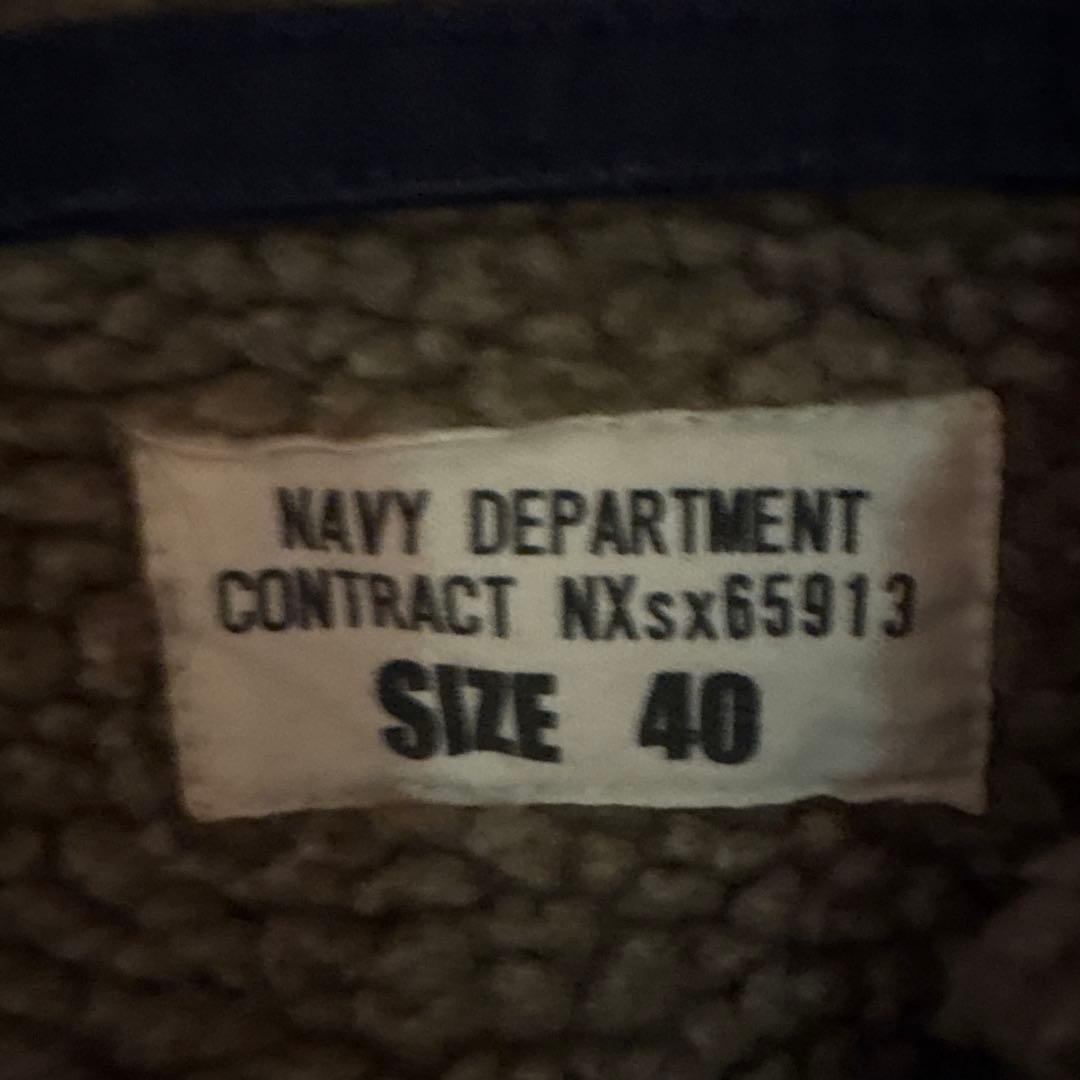 NAVY DEPARTMENT
CONTRACT NXsx65913
SIZE 40